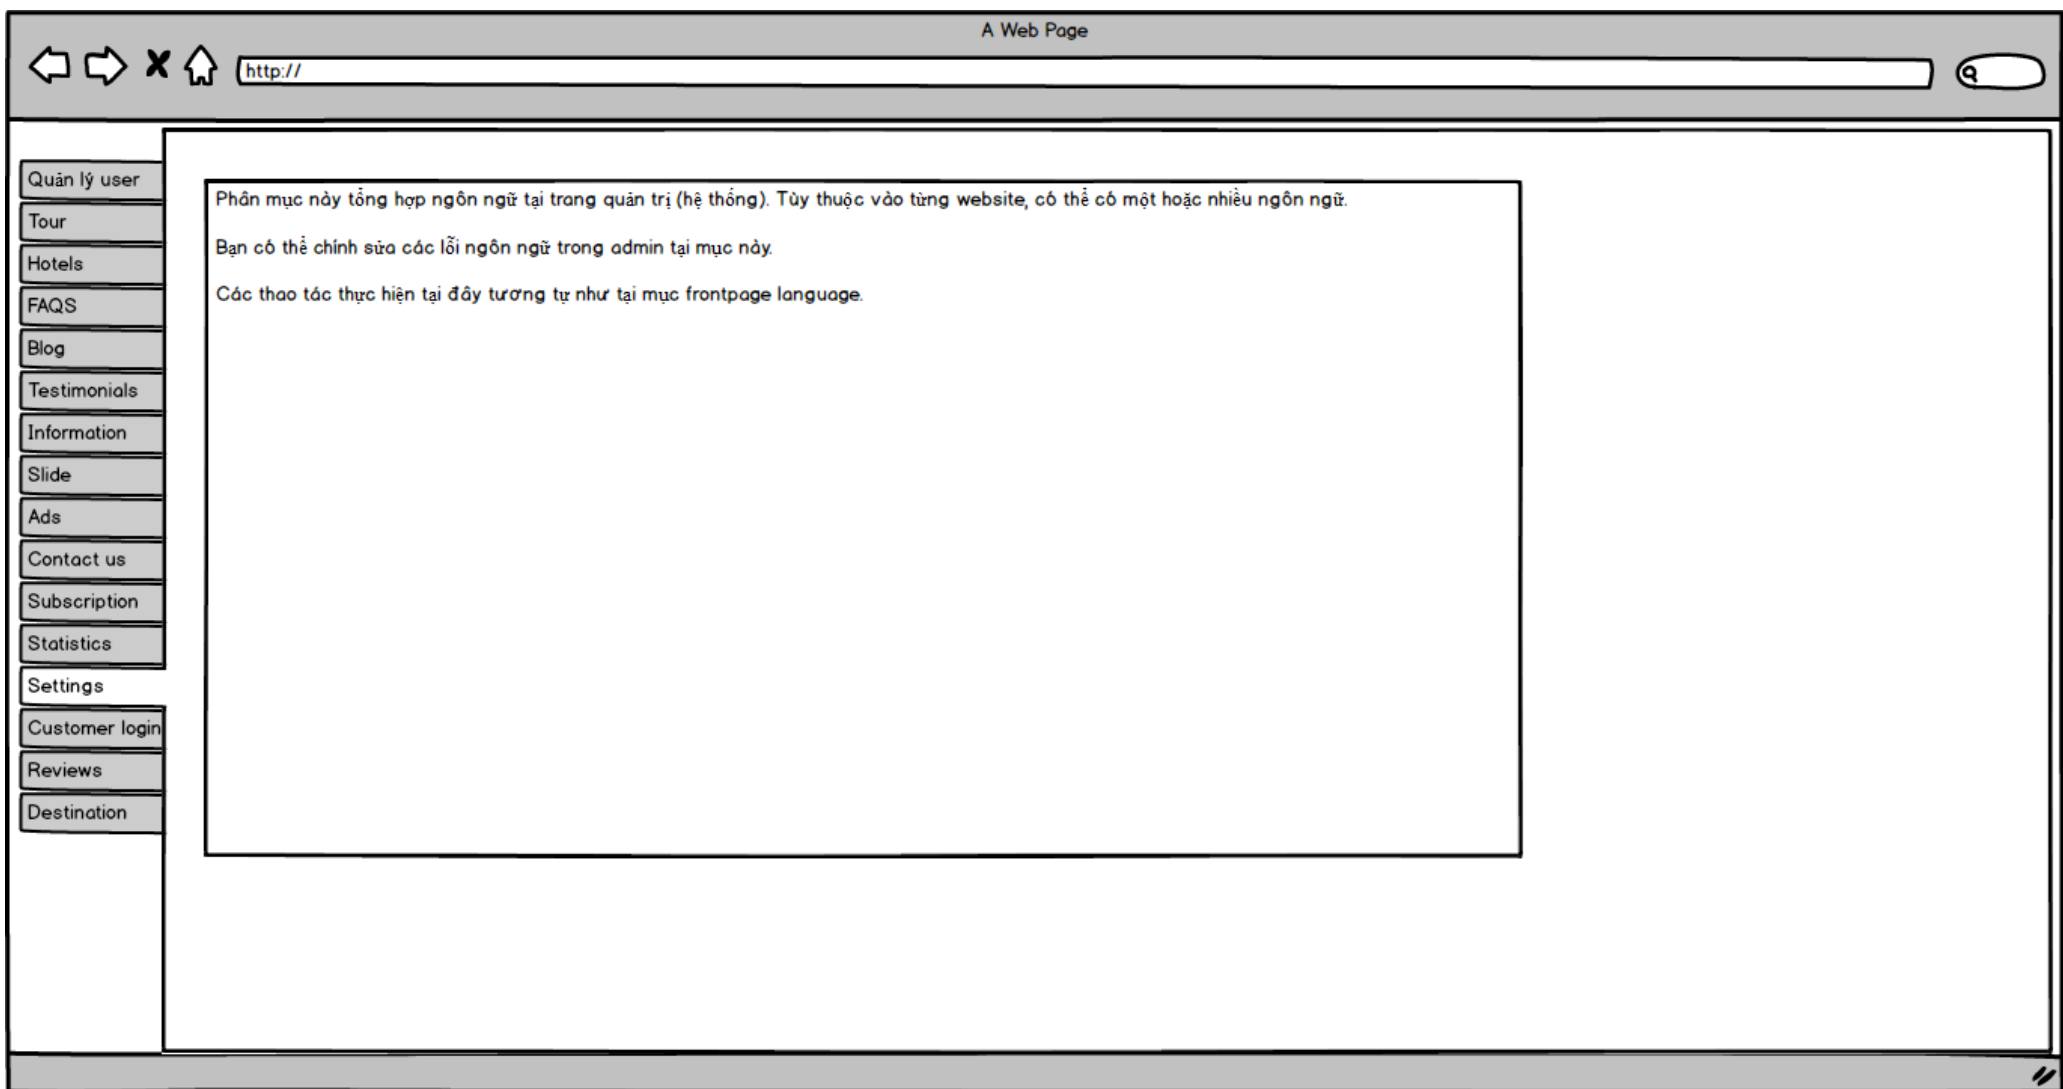 A Web Page
http://
Quản lý user
Tour
Hotels
FAQS
Blog
Testimonials
Information
Slide
Ads
Contact us
Subscription
Statistics
Settings
Customer login
Reviews
Destination
Phân mục này tổng hợp ngôn ngữ tại trang quản trị (hệ thống). Tùy thuộc vào từng website, có thể có một hoặc nhiều ngôn ngữ.
Bạn có thể chỉnh sửa các lỗi ngôn ngữ trong admin tại mục này.
Các thao tác thực hiện tại đây tương tự như tại mục frontpage language.